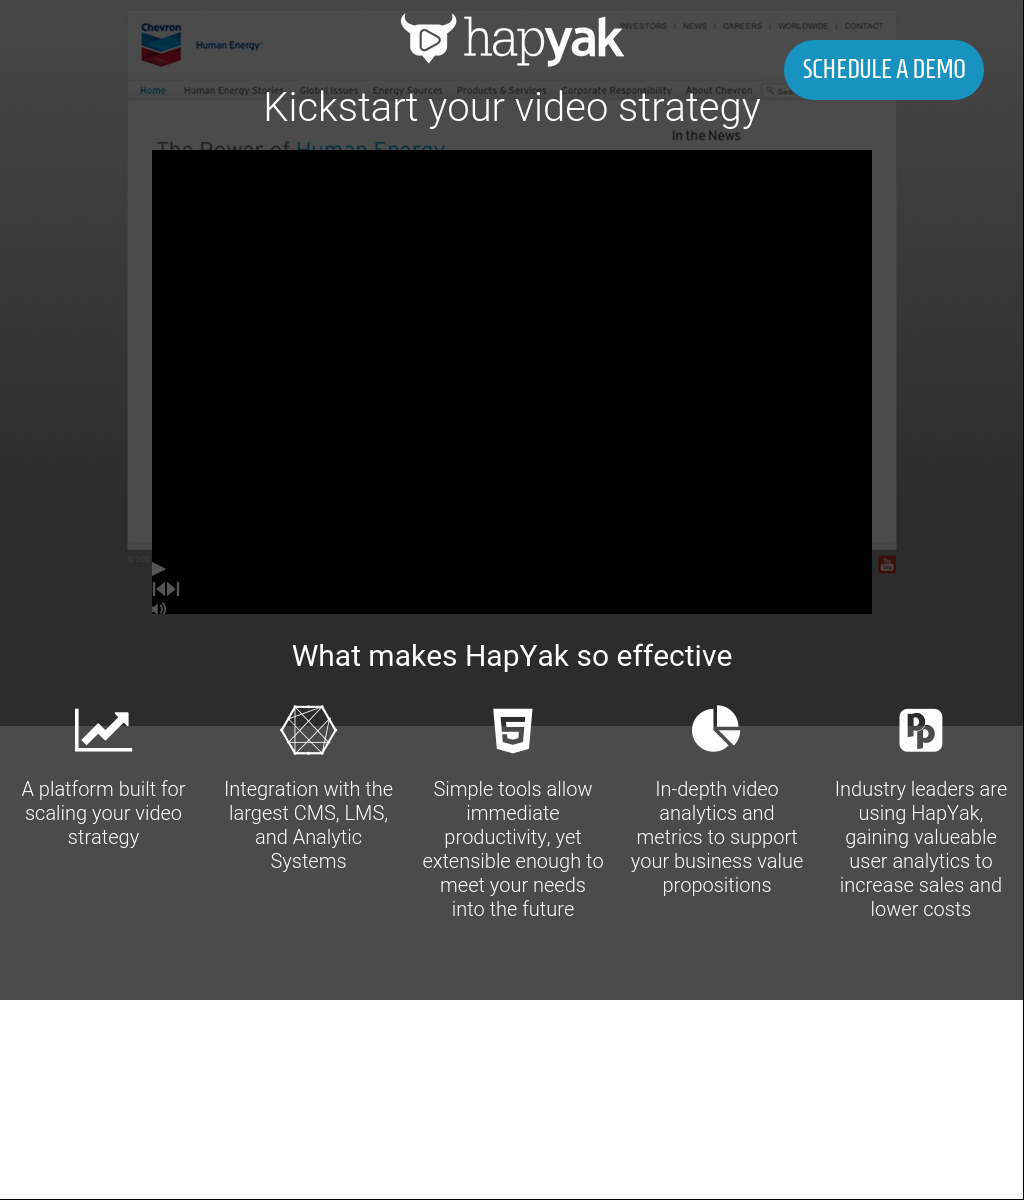 Chevron
Human Energy
INVESTORS | NEWS | CAREERS | WORLDWIDE | CONTACT
hapyak
SCHEDULE A DEMO
Home Human Energy Stories Global Issues Energy Sources Products & Services Corporate Responsibility About Chevron
Kickstart your video strategy
In the News
The Power of Human Energy
You
What makes HapYak so effective
A platform built for
scaling your video
strategy
Integration with the
largest CMS, LMS,
and Analytic
Systems
Simple tools allow
immediate
productivity, yet
extensible enough to
meet your needs
into the future
In-depth video
analytics and
metrics to support
your business value
propositions
Industry leaders are
using HapYak,
gaining valueable
user analytics to
increase sales and
lower costs